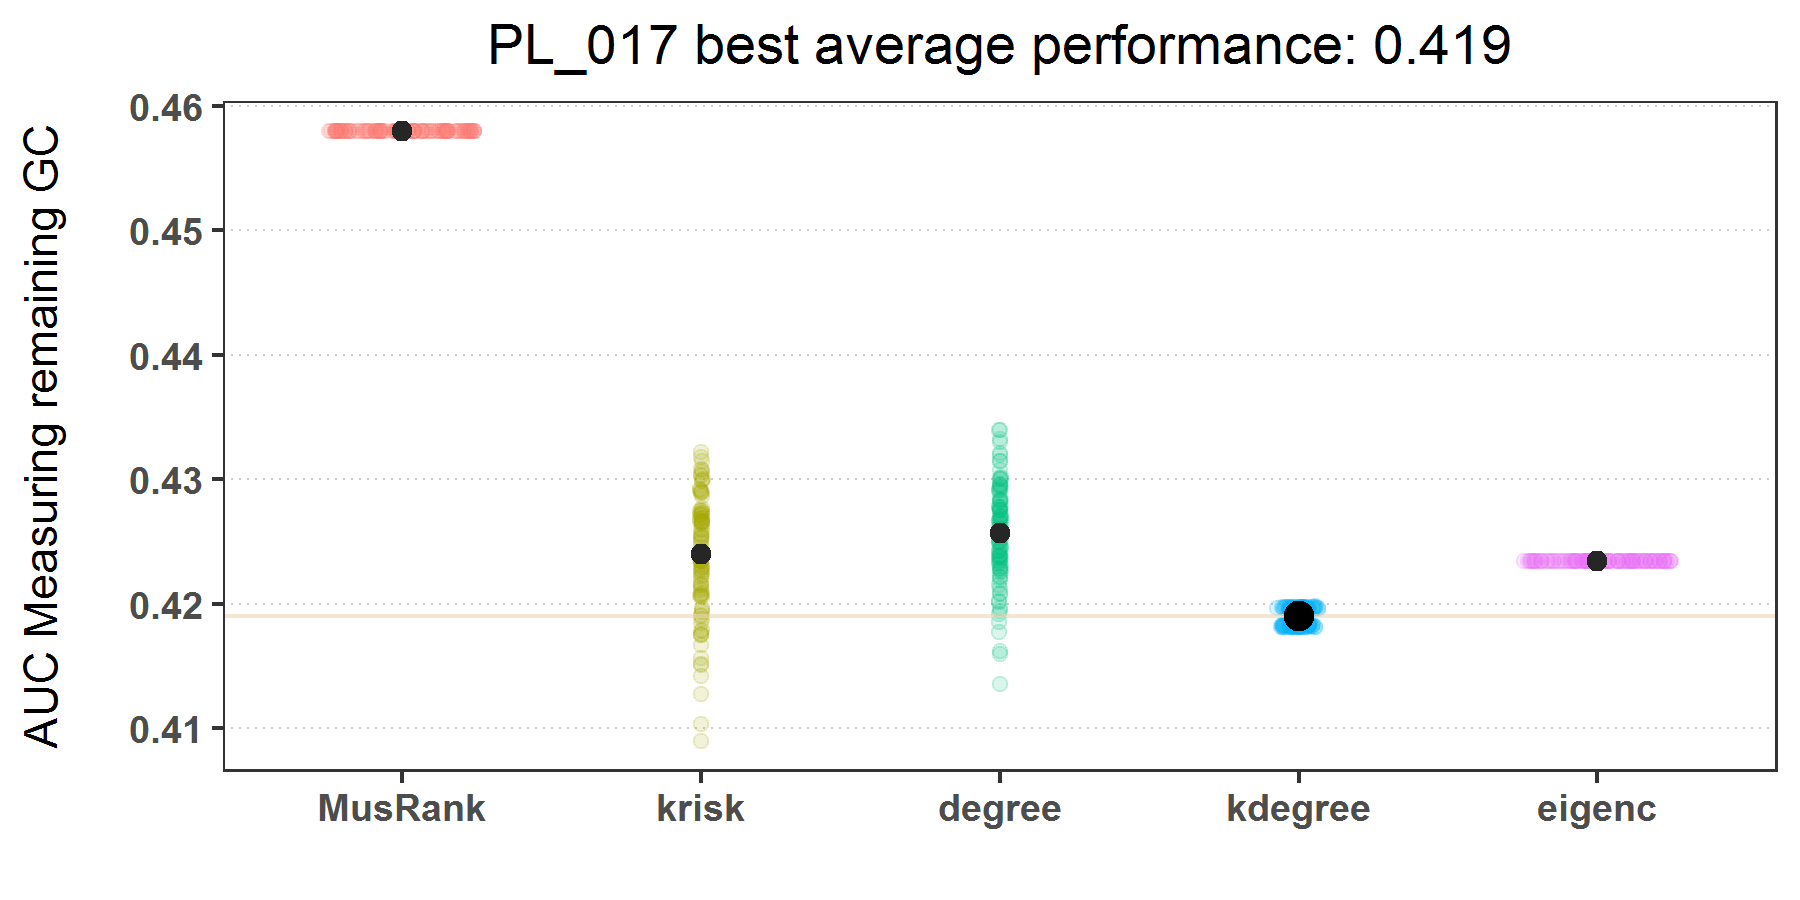 PL_017 best average performance: 0.419
AUC Measuring remaining GC
0.46
0.45
0.44
0.43
0.42
0.41
MusRank krisk degree kdegree eigenc